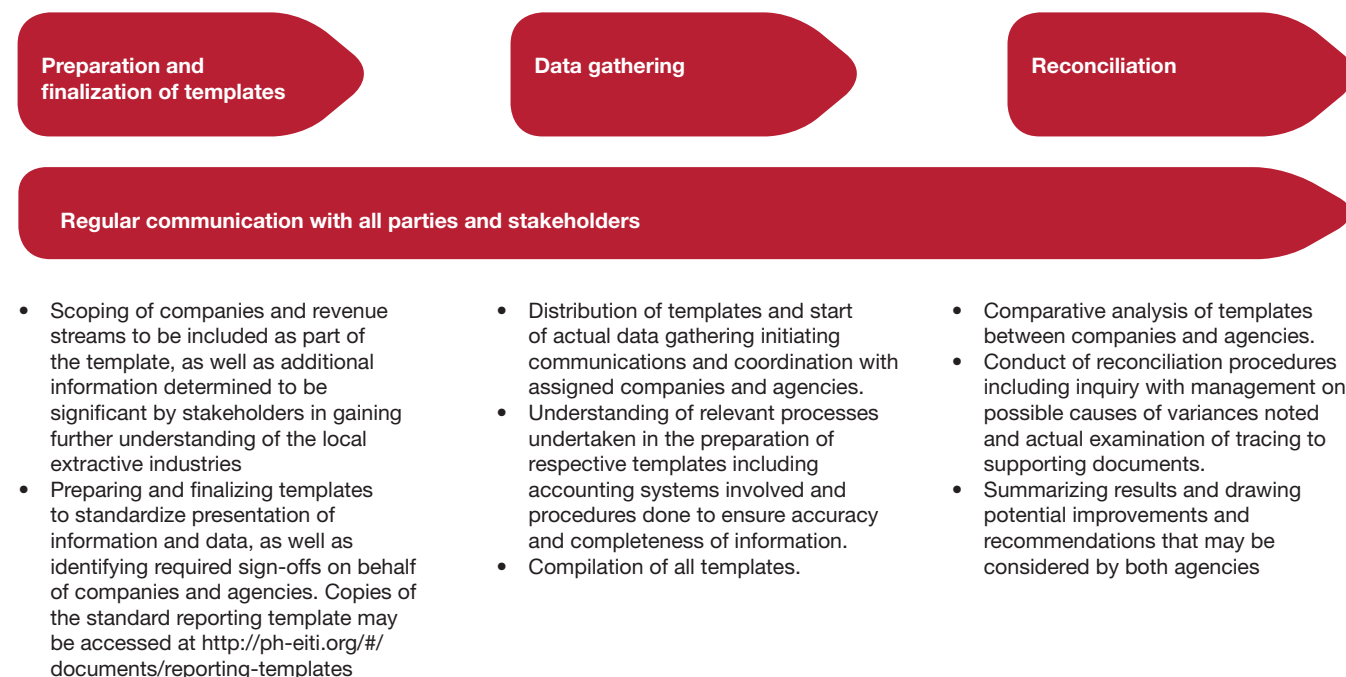 Preparation and
finalization of templates
Data gathering
Reconciliation
Regular communication with all parties and stakeholders
• Scoping of companies and revenue
streams to be included as part of
the template, as well as additional
information determined to be
significant by stakeholders in gaining
further understanding of the local
extractive industries
• Preparing and finalizing templates
to standardize presentation of
information and data, as well as
identifying required sign-offs on behalf
of companies and agencies. Copies of
the standard reporting template may
be accessed at http://ph-eiti.org/#/
documents/reporting-templates
• Distribution of templates and start
of actual data gathering initiating
communications and coordination with
assigned companies and agencies.
• Understanding of relevant processes
undertaken in the preparation of
respective templates including
accounting systems involved and
procedures done to ensure accuracy
and completeness of information.
• Compilation of all templates.
• Comparative analysis of templates
between companies and agencies.
• Conduct of reconciliation procedures
including inquiry with management on
possible causes of variances noted
and actual examination of tracing to
supporting documents.
• Summarizing results and drawing
potential improvements and
recommendations that may be
considered by both agencies